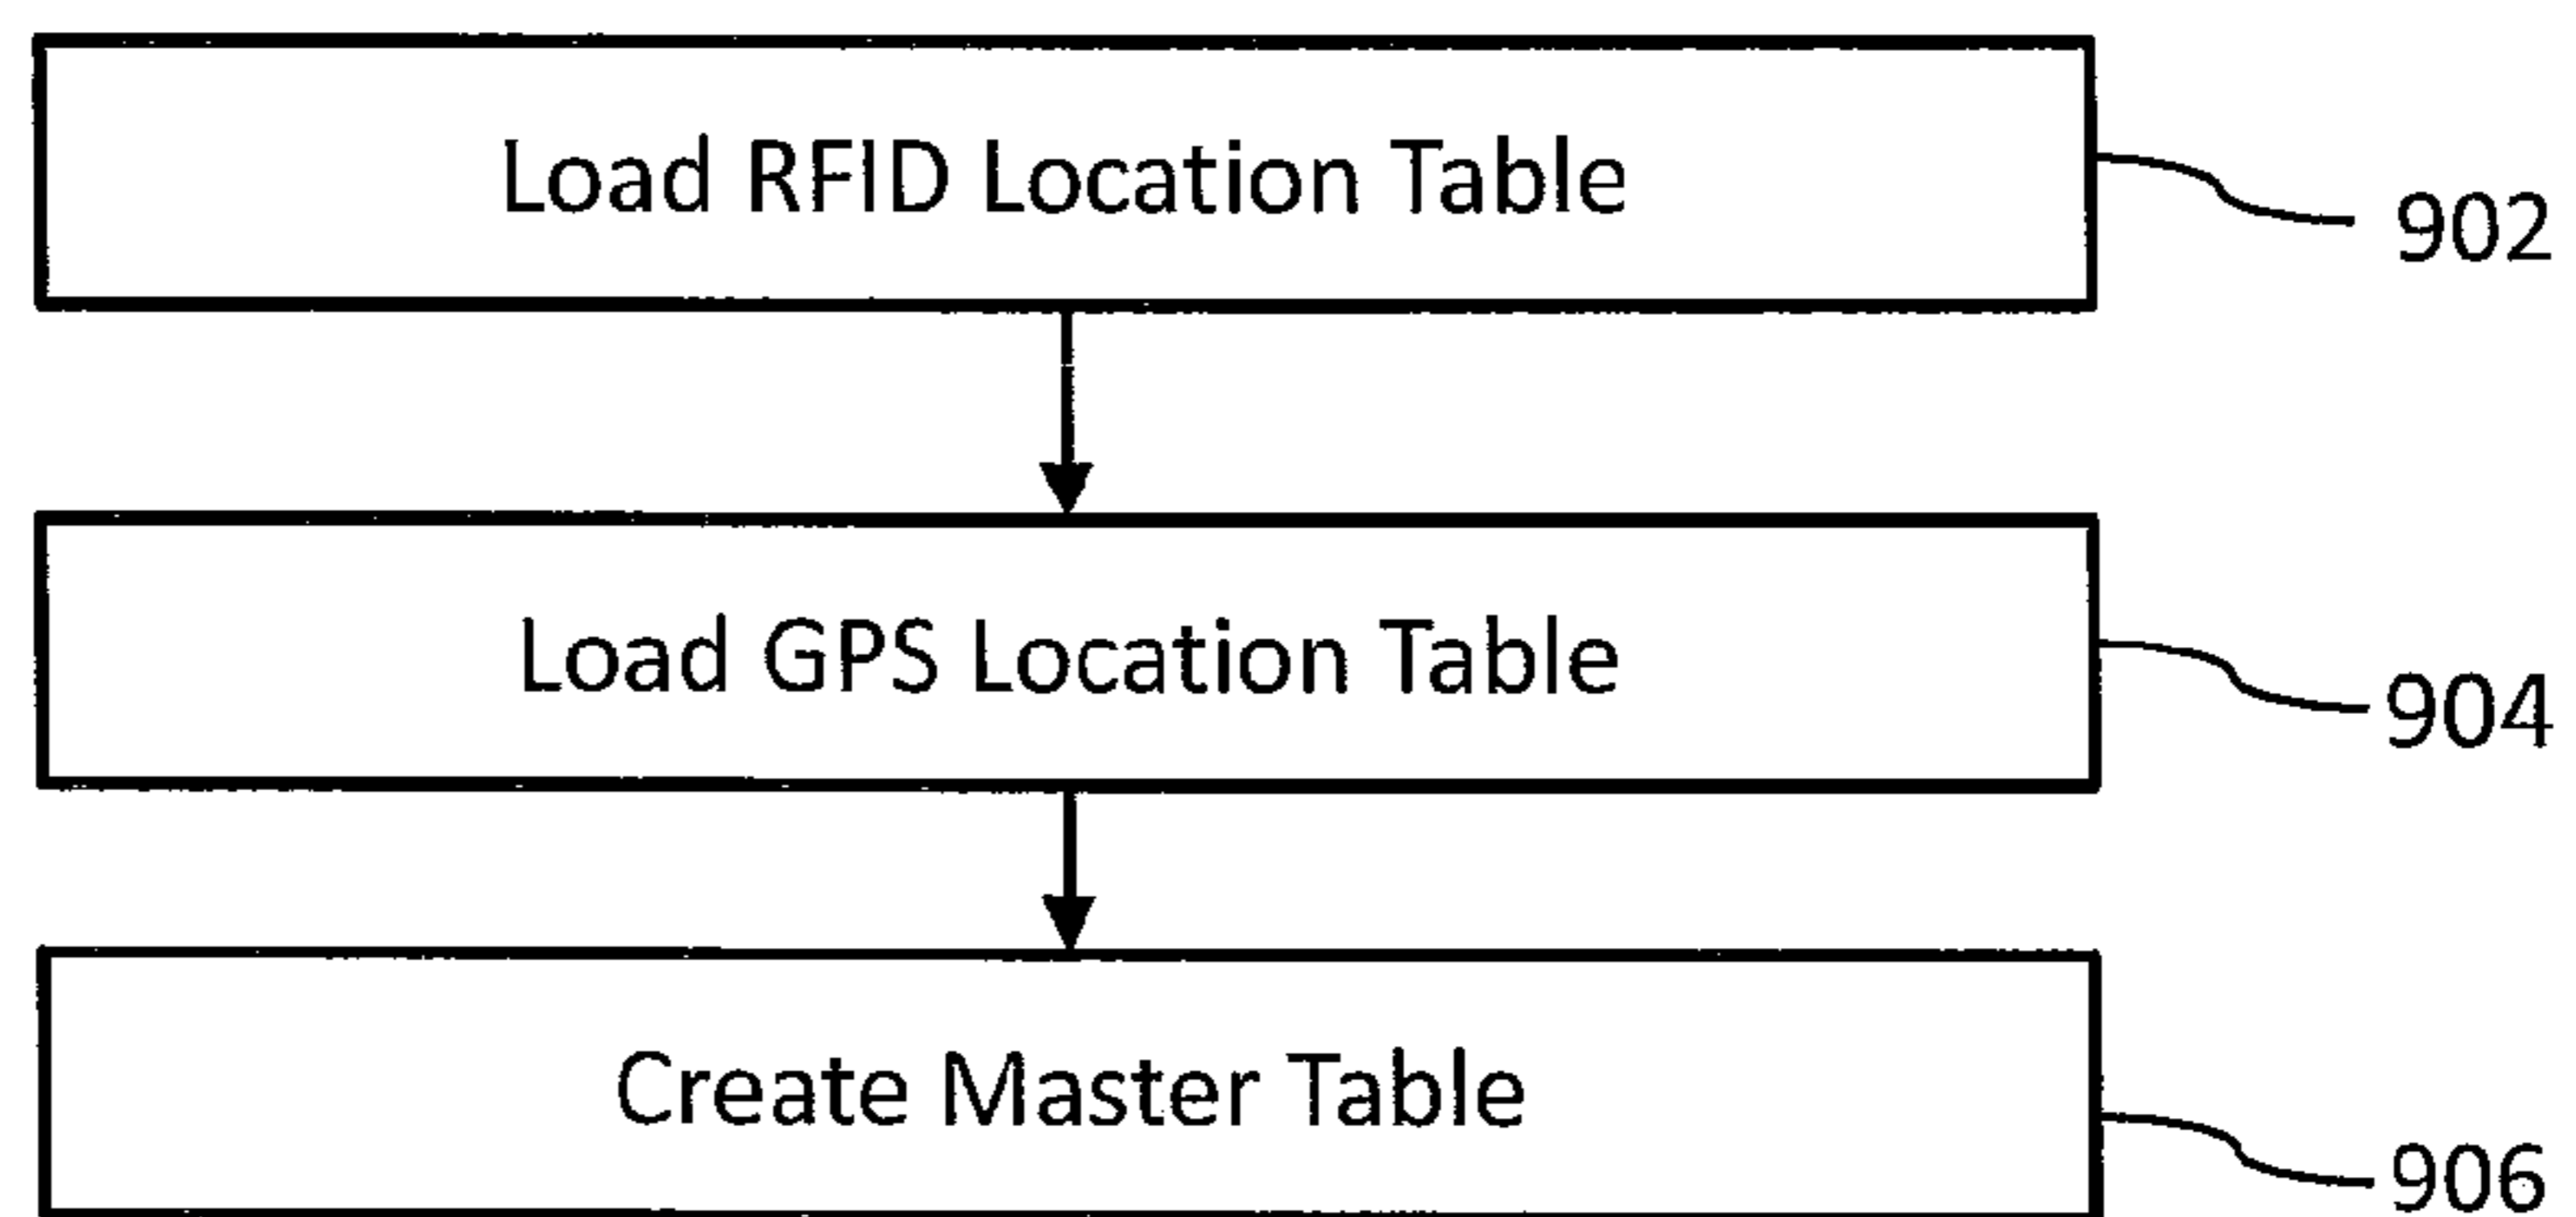 Load RFID Location Table
902
Load GPS Location Table
904
Create Master Table
906